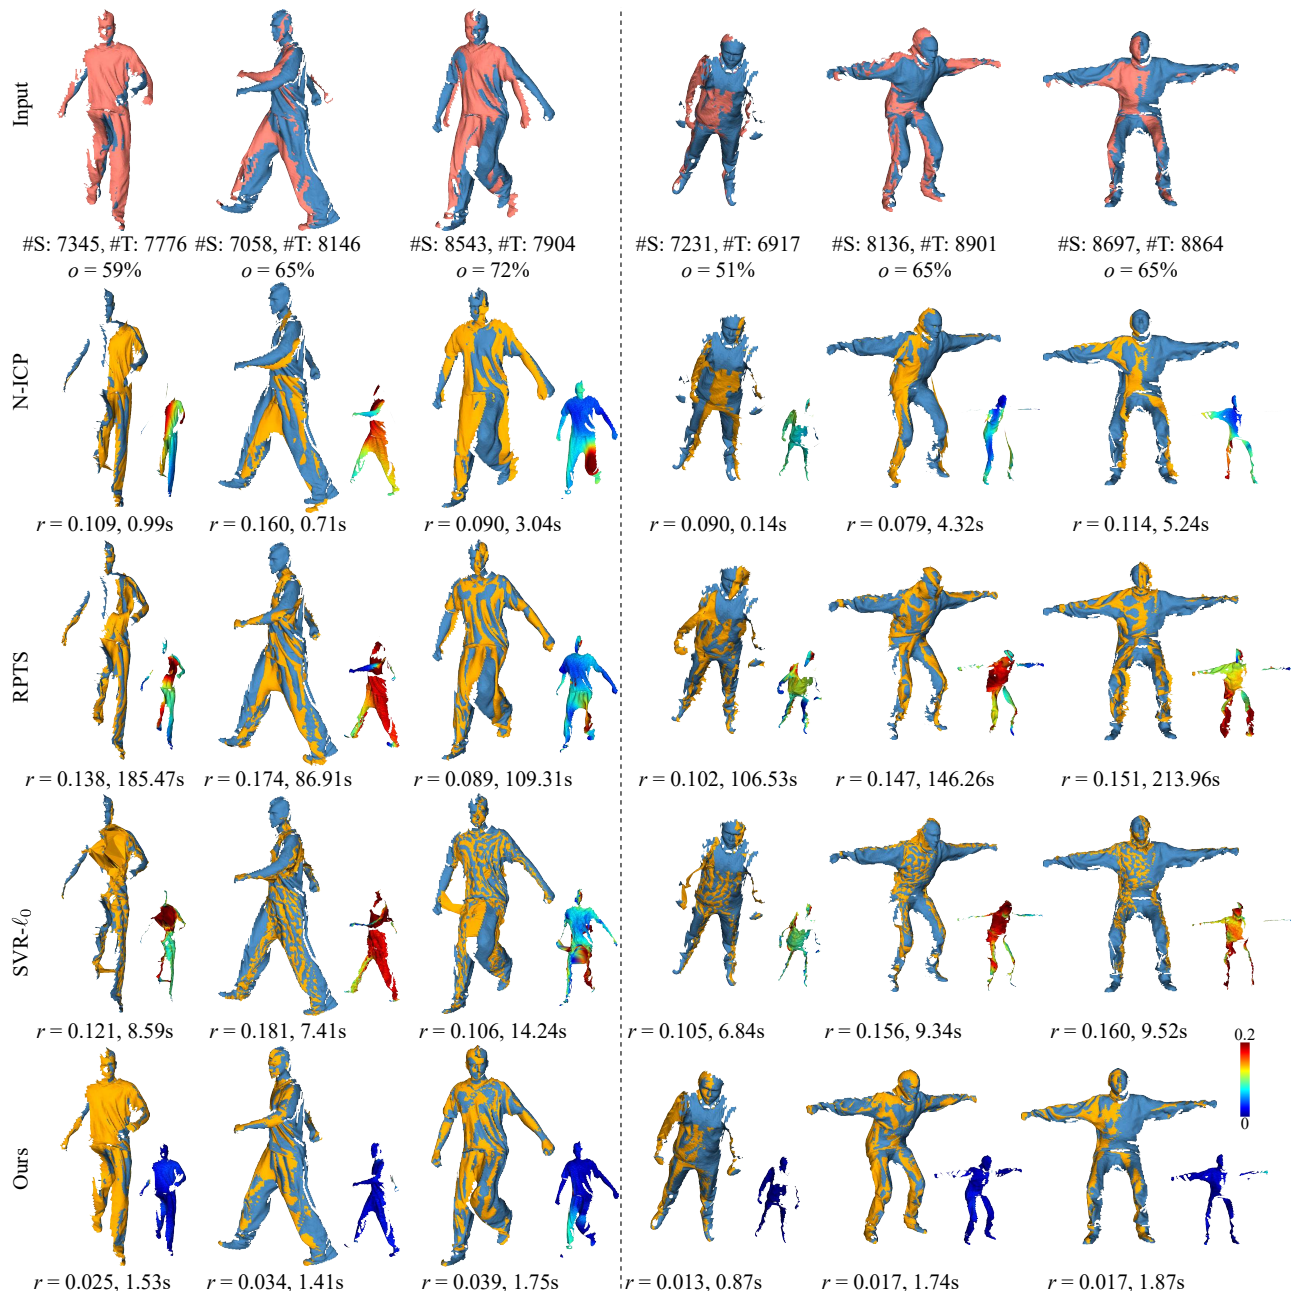 Input
#S: 7345, #T: 7776 #S: 7058, #T: 8146 #S: 8543, #T: 7904 #S: 7231, #T: 6917 #S: 8136, #T: 8901 #S: 8697, #T: 8864
o = 59% o = 65% o = 72% o = 51% o = 65% o = 65%
N-ICP
r = 0.109, 0.99s r = 0.160, 0.71s r = 0.090, 3.04s r = 0.090, 0.14s r = 0.079, 4.32s r = 0.114, 5.24s
RPTS
r = 0.138, 185.47s r = 0.174, 86.91s r = 0.089, 109.31s r = 0.102, 106.53s r = 0.147, 146.26s r = 0.151, 213.96s
SVR-ℓ0
r = 0.121, 8.59s r = 0.181, 7.41s r = 0.106, 14.24s r = 0.105, 6.84s r = 0.156, 9.34s r = 0.160, 9.52s
0.2
0
Ours
r = 0.025, 1.53s r = 0.034, 1.41s r = 0.039, 1.75s r = 0.013, 0.87s r = 0.017, 1.74s r = 0.017, 1.87s